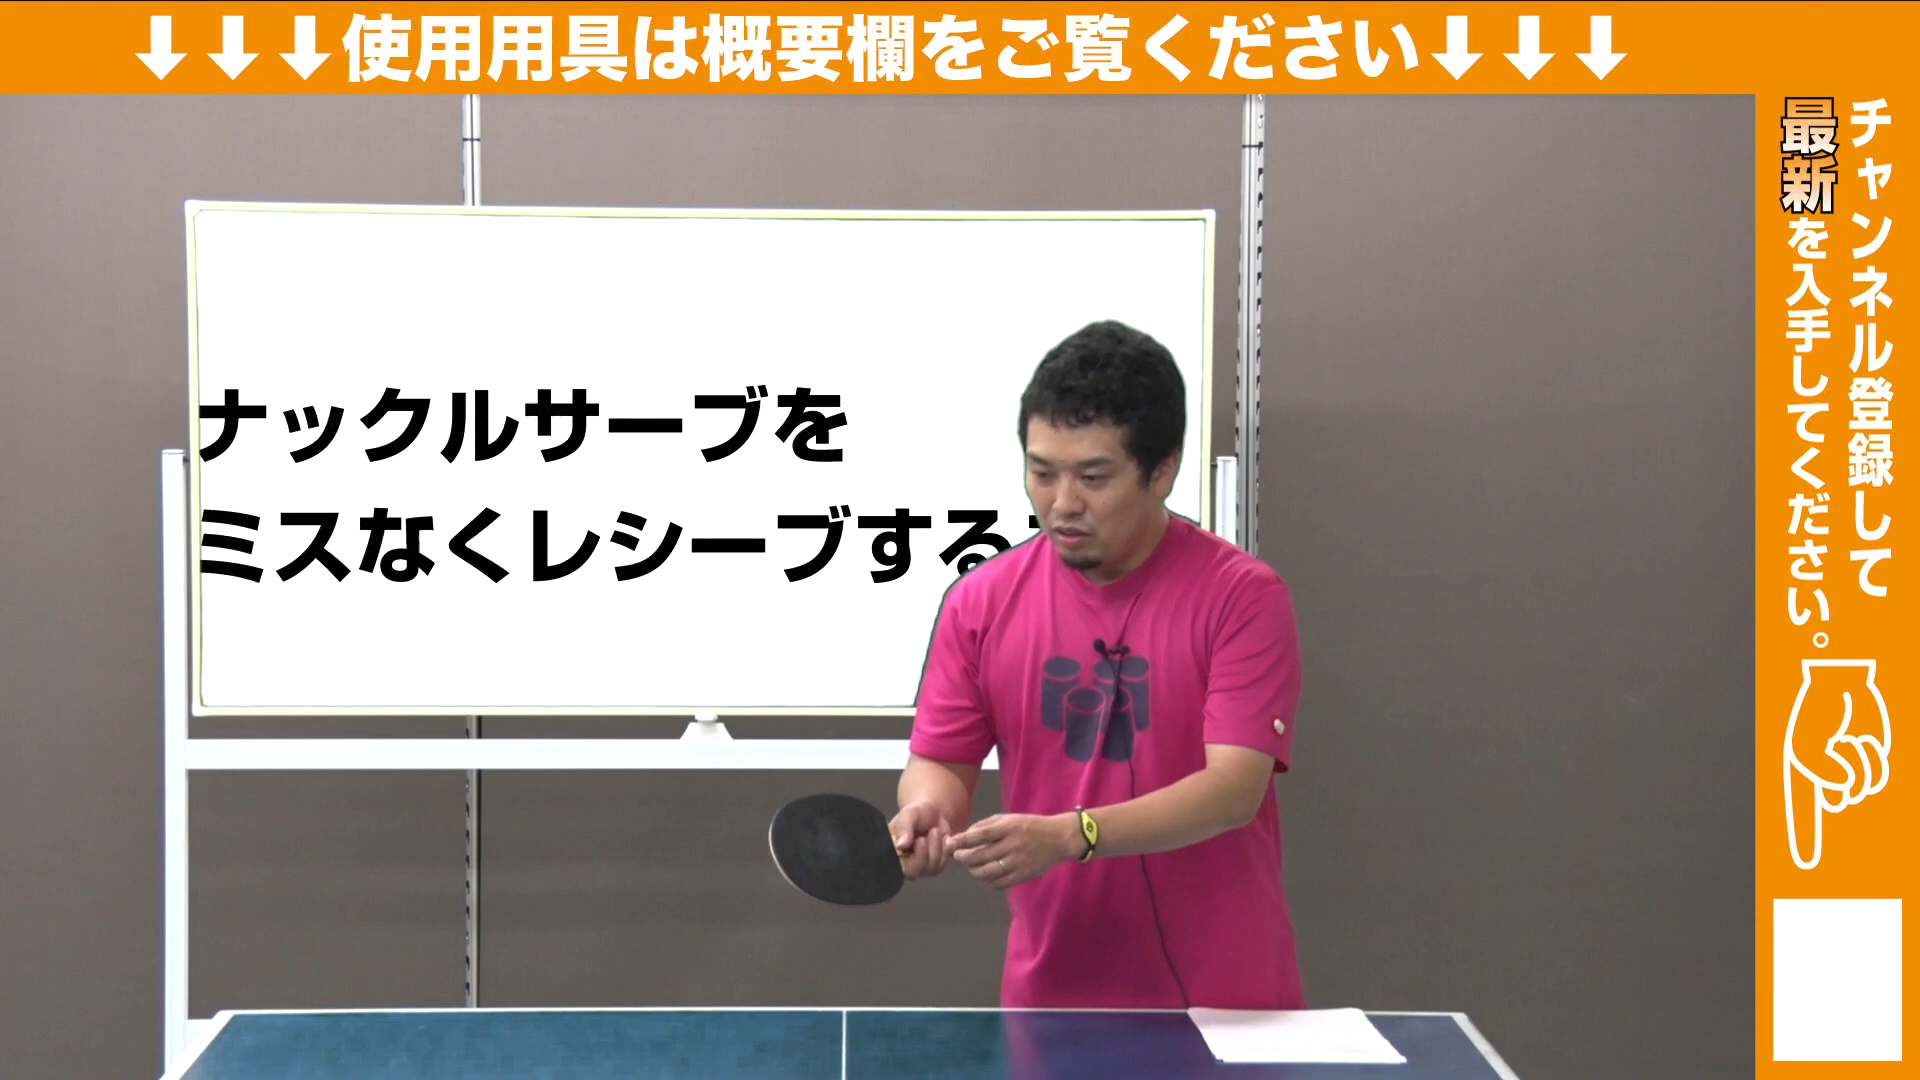 ↓↓↓使用用具は概要欄をご覧ください↓↓↓
チャンネル登録して
最新を入手してください。
ナックルサーブを
ミスなくレシーブする